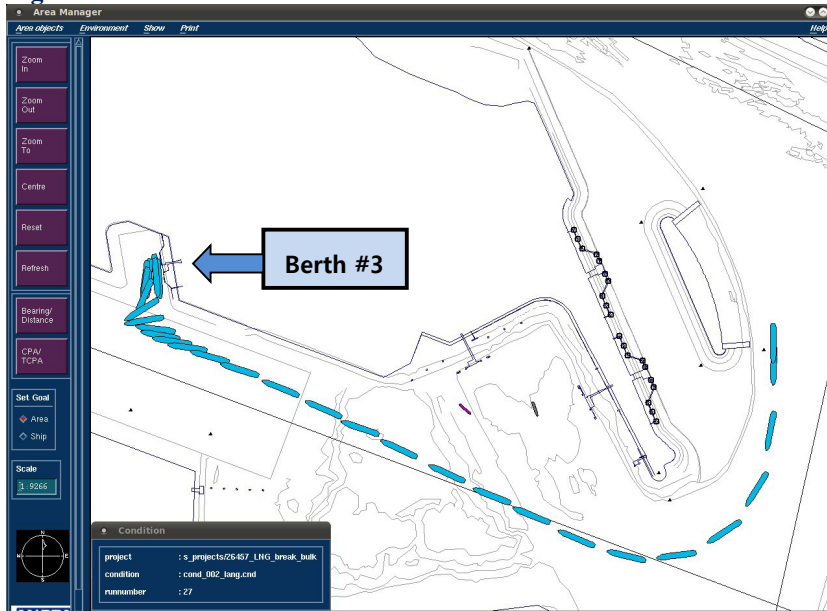 Area Manager
Area objects Environment Show Print Help
Zoom
In
Zoom
Out
Zoom
To
Centre
Reset
Refresh
Bearing/
Distance
CPA/
TCPA
Set Goal
Area
Ship
Scale
1:9266
N
W E
S
Berth #3
Condition
project : s_projects/26457_LNG_break_bulk
condition : cond_002_lang.cnd
runnumber : 27